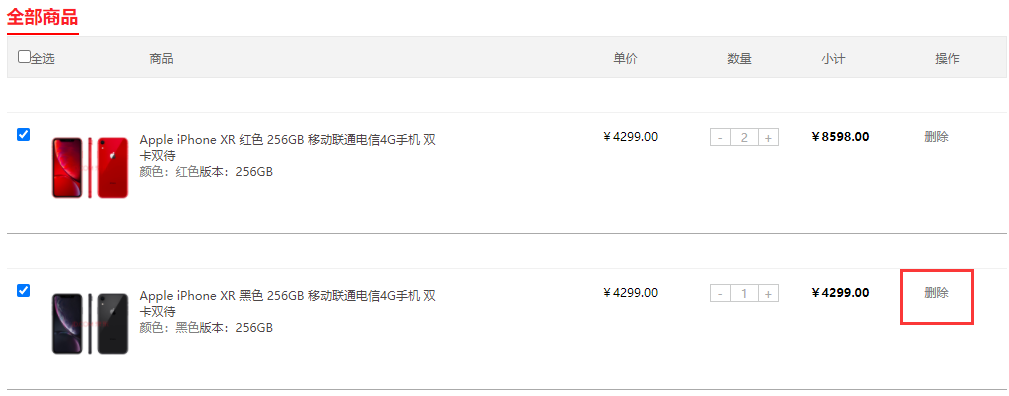 全部商品
全选 商品 单价 数量 小计 操作
Apple iPhone XR 红色 256GB 移动联通电信4G手机 双 ¥4299.00 - 2 + ¥8598.00 删除
卡双待
颜色：红色版本：256GB
Apple iPhone XR 黑色 256GB 移动联通电信4G手机 双 ¥4299.00 - 1 + ¥4299.00 删除
卡双待
颜色：黑色版本：256GB